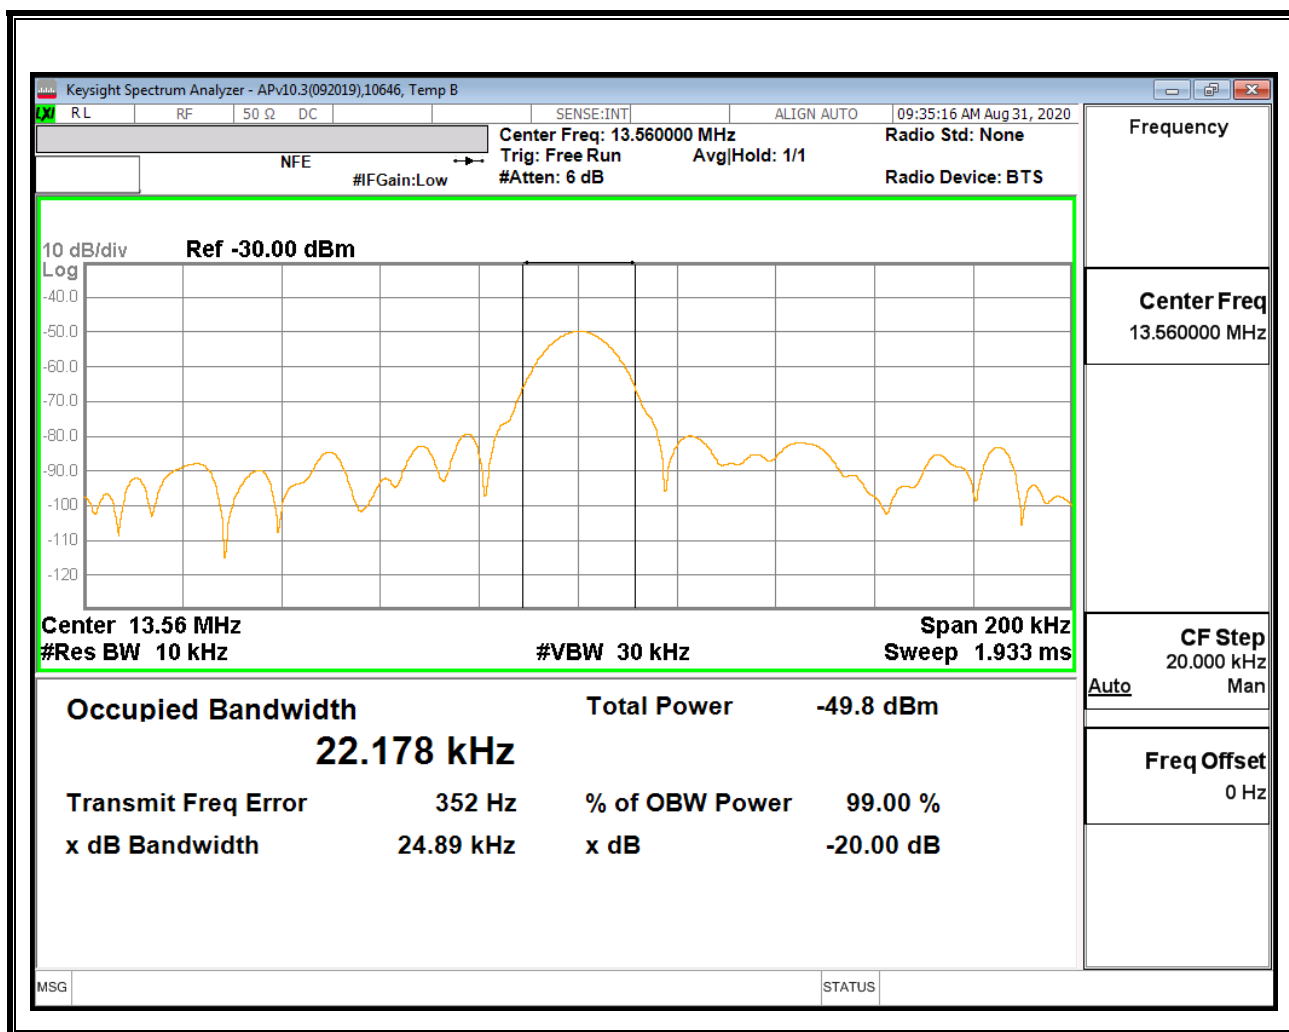 Keysight Spectrum Analyzer - APv10.3(092019),10646, Temp B
LXI RL RF 50 Ω DC SENSE:INT ALIGN AUTO 09:35:16 AM Aug 31, 2020
Center Freq: 13.560000 MHz Radio Std: None
NFE Trig: Free Run Avg|Hold: 1/1
#IFGain:Low #Atten: 6 dB Radio Device: BTS
10 dB/div Ref -30.00 dBm
Log
-40.0
-50.0
-60.0
-70.0
-80.0
-90.0
-100
-110
-120
Center 13.56 MHz Span 200 kHz
#Res BW 10 kHz #VBW 30 kHz Sweep 1.933 ms
Occupied Bandwidth Total Power -49.8 dBm
22.178 kHz
Transmit Freq Error 352 Hz % of OBW Power 99.00 %
x dB Bandwidth 24.89 kHz x dB -20.00 dB
Frequency
Center Freq
13.560000 MHz
CF Step
20.000 kHz
Auto Man
Freq Offset
0 Hz
MSG STATUS